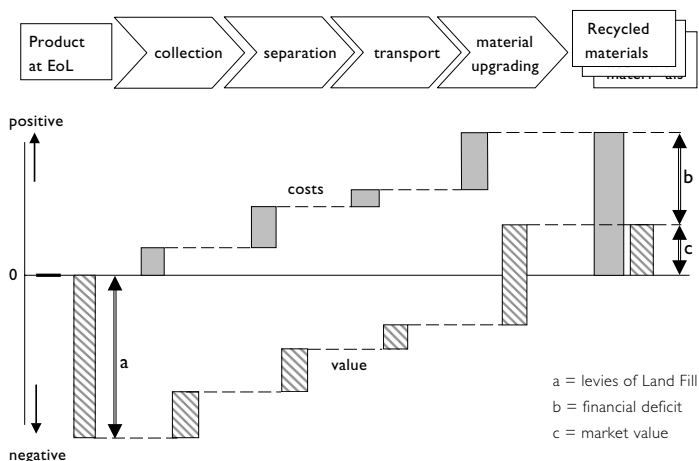 Product
at EoL
collection
separation
transport
material
upgrading
Recycled
materials
positive
costs
b
c
0
a
value
a = levies of Land Fill
b = financial deficit
c = market value
negative